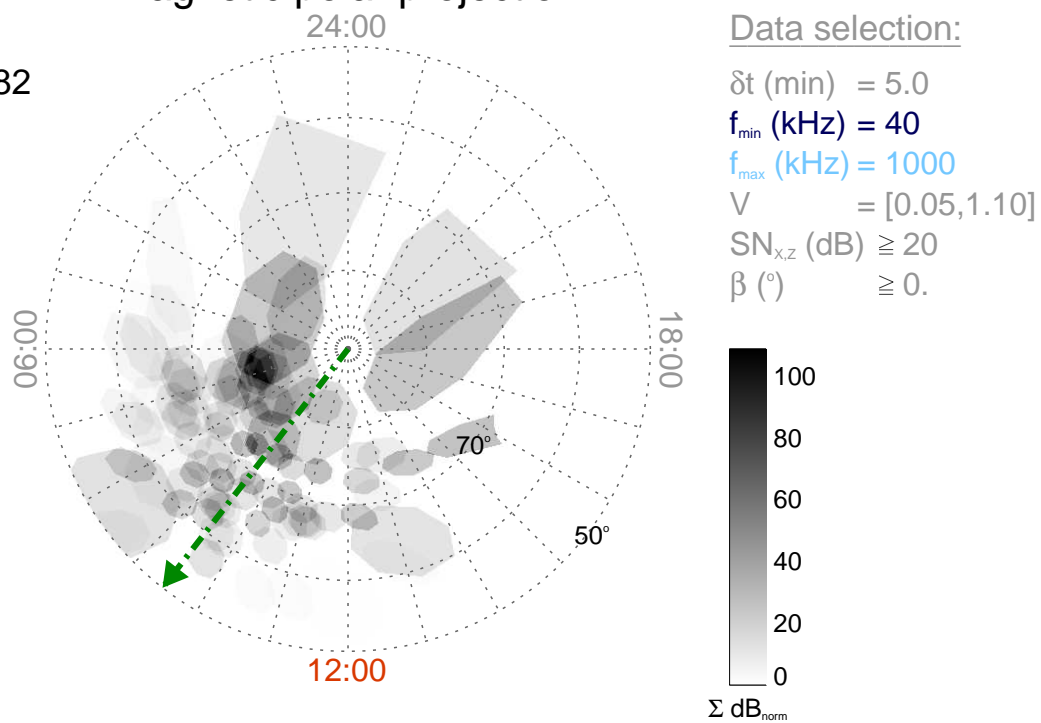 24:00
82
06:00
18:00
70°
50°
12:00
Data selection:
δt (min) = 5.0
f_min (kHz) = 40
f_max (kHz) = 1000
V = [0.05,1.10]
SN_x,z (dB) ≧ 20
β (°) ≧ 0.
100
80
60
40
20
0
Σ dB_norm